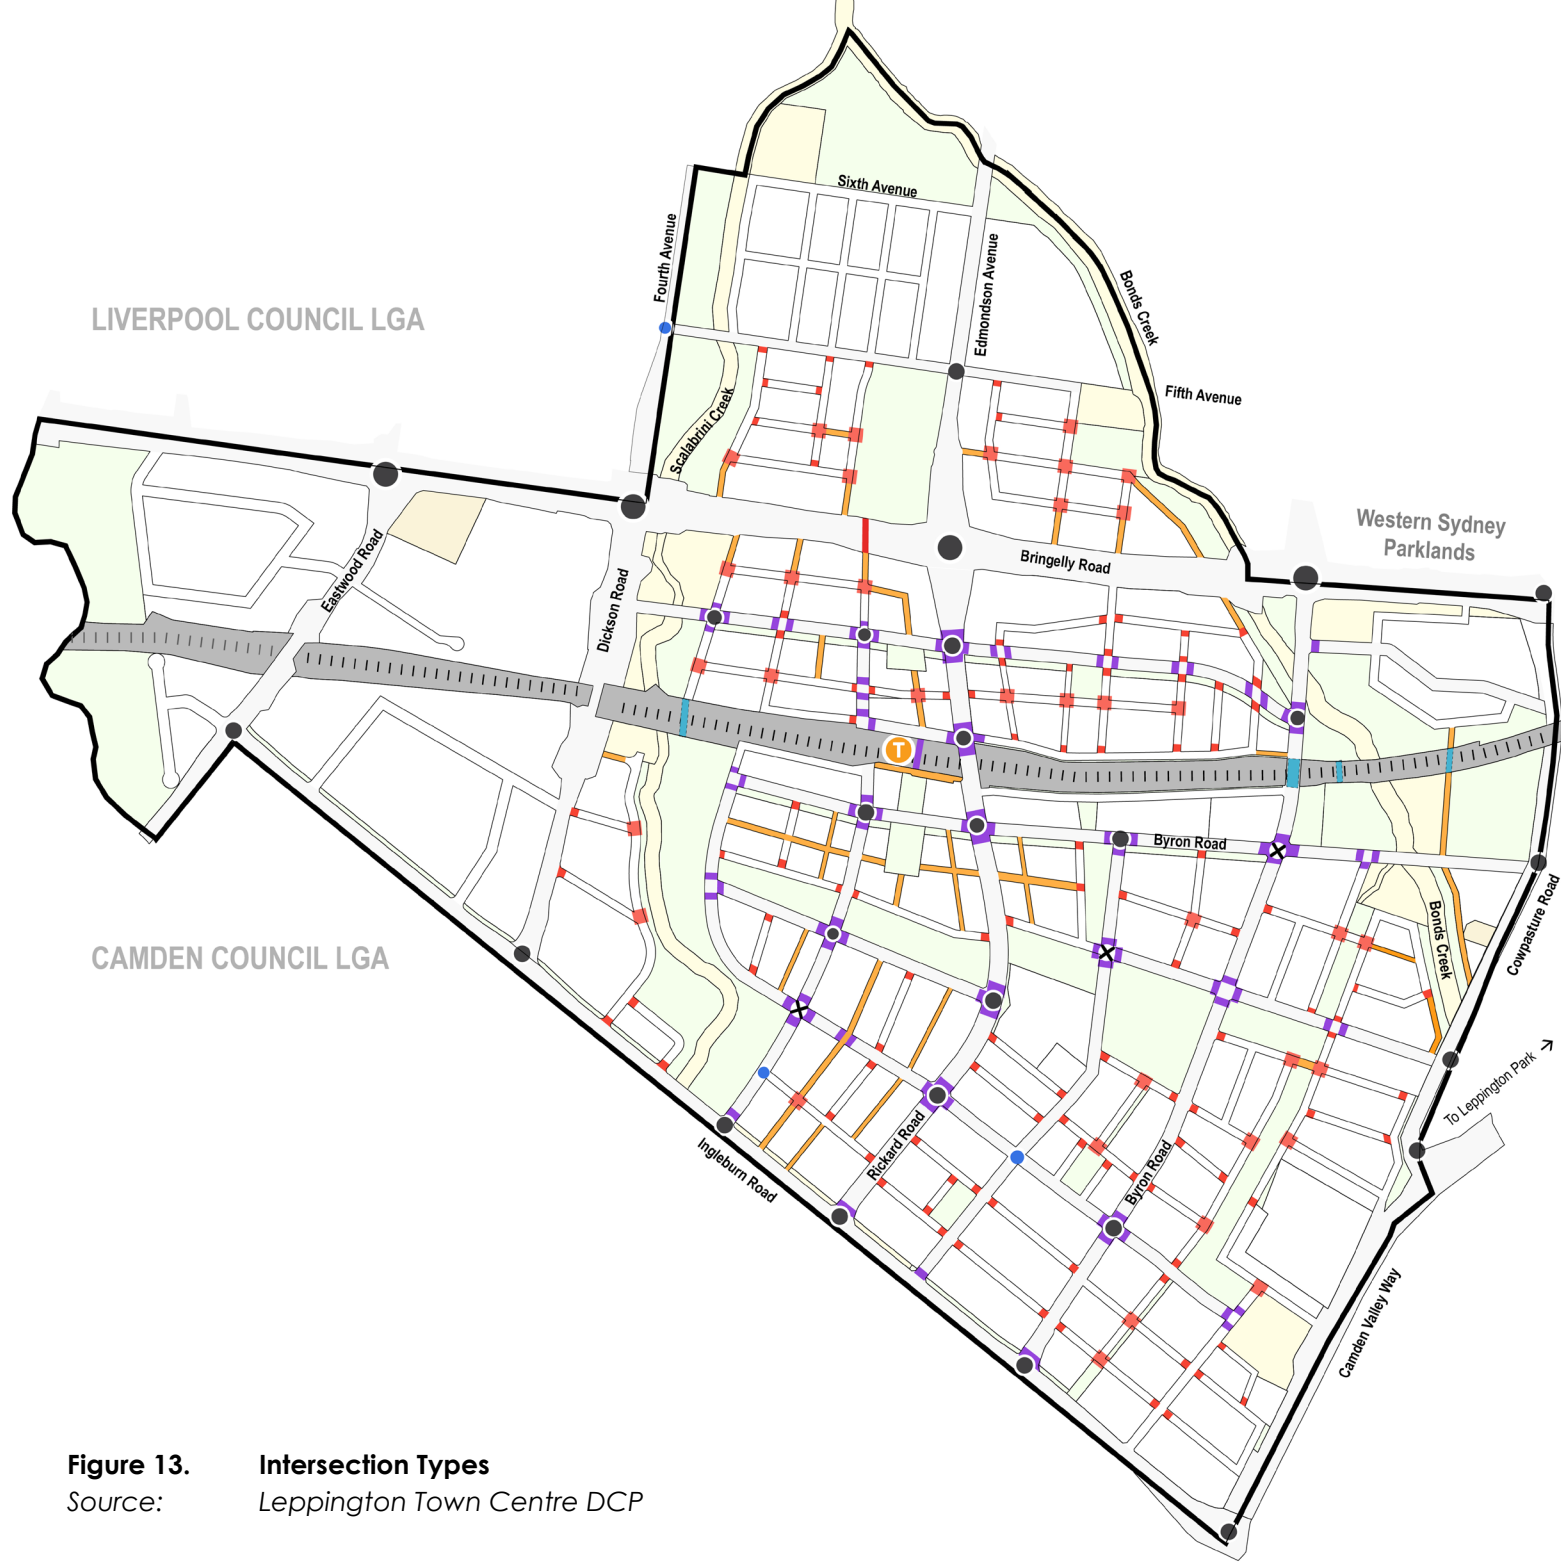 Sixth Avenue
Fourth Avenue
Edmondson Avenue
Bonds Creek
LIVERPOOL COUNCIL LGA
Fifth Avenue
Scalabrini Creek
Western Sydney
Parklands
Eastwood Road
Bringelly Road
Dickson Road
T
Byron Road
Bonds Creek
Cowpasture Road
CAMDEN COUNCIL LGA
To Leppington Park
Ingleburn Road
Rickard Road
Byron Road
Camden Valley Way
Figure 13. Intersection Types
Source: Leppington Town Centre DCP